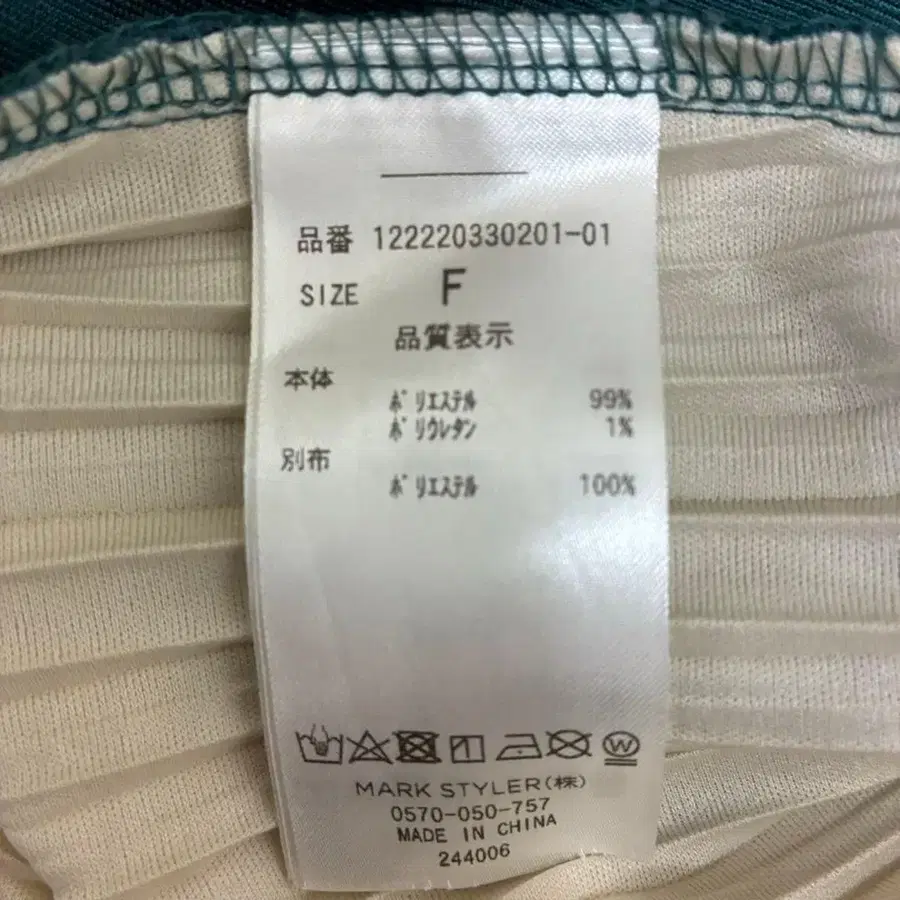 品番 122220330201-01
SIZE F
品質表示
本体
ﾎﾟﾘｴｽﾃﾙ 99%
ﾎﾟﾘｳﾚﾀﾝ 1%
別布
ﾎﾟﾘｴｽﾃﾙ 100%
W
MARK STYLER(株)
0570-050-757
MADE IN CHINA
244006